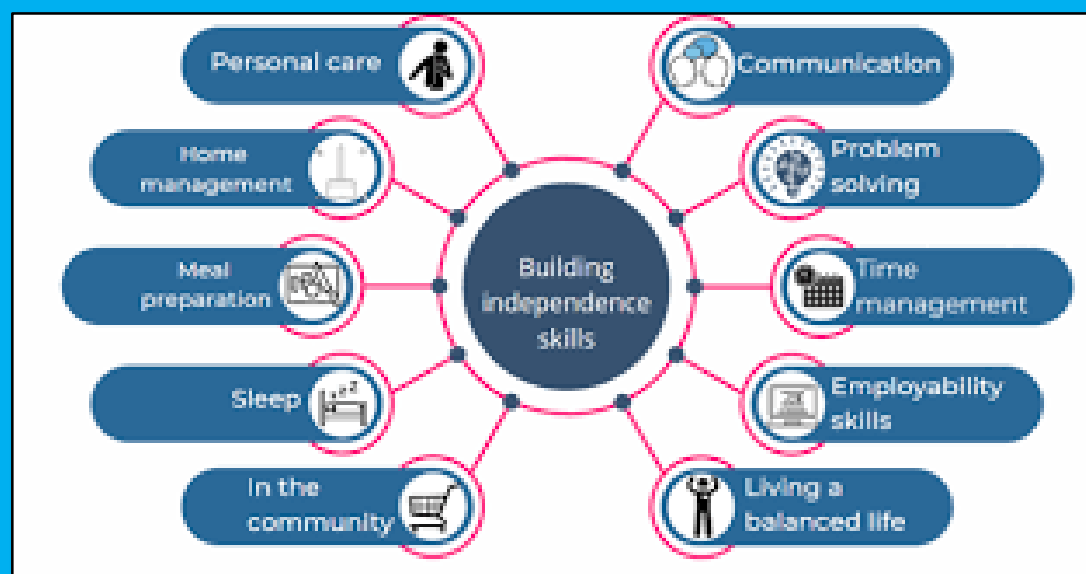 Personal care
Communication
Home
management
Problem
solving
Building
independence
skills
Meal
preparation
Time
management
Sleep
Employability
skills
In the
community
Living a
balanced life